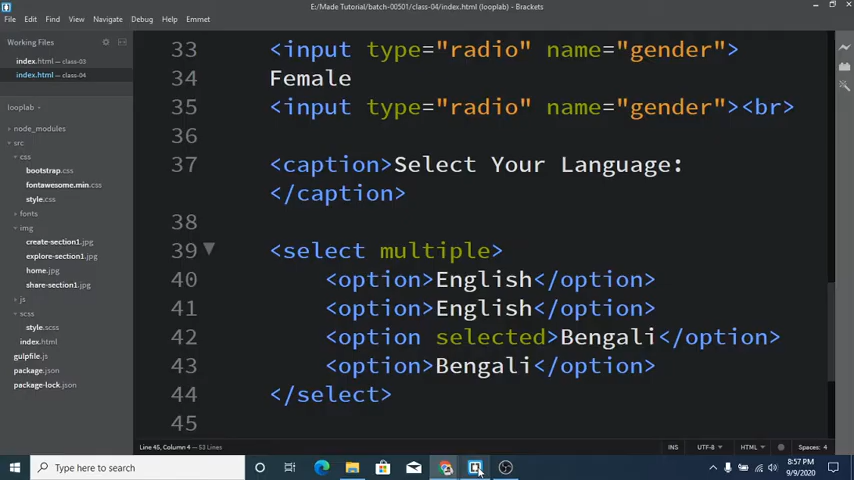 E:/Made Tutorial/batch-00501/class-04/index.html (looplab) - Brackets
File Edit Find View Navigate Debug Help Emmet
Working Files
index.html — class-03
index.html — class-04
looplab
node_modules
src
css
bootstrap.css
fontawesome.min.css
style.css
fonts
img
create-section1.jpg
explore-section1.jpg
home.jpg
share-section1.jpg
js
scss
style.scss
index.html
gulpfile.js
package.json
package-lock.json
33 <input type="radio" name="gender">
34 Female
35 <input type="radio" name="gender"><br>
36
37 <caption>Select Your Language:
</caption>
38
39 <select multiple>
40 <option>English</option>
41 <option>English</option>
42 <option selected>Bengali</option>
43 <option>Bengali</option>
44 </select>
45
Line 45, Column 4 — 53 Lines
INS UTF-8 HTML Spaces: 4
Type here to search
8:57 PM
9/9/2020